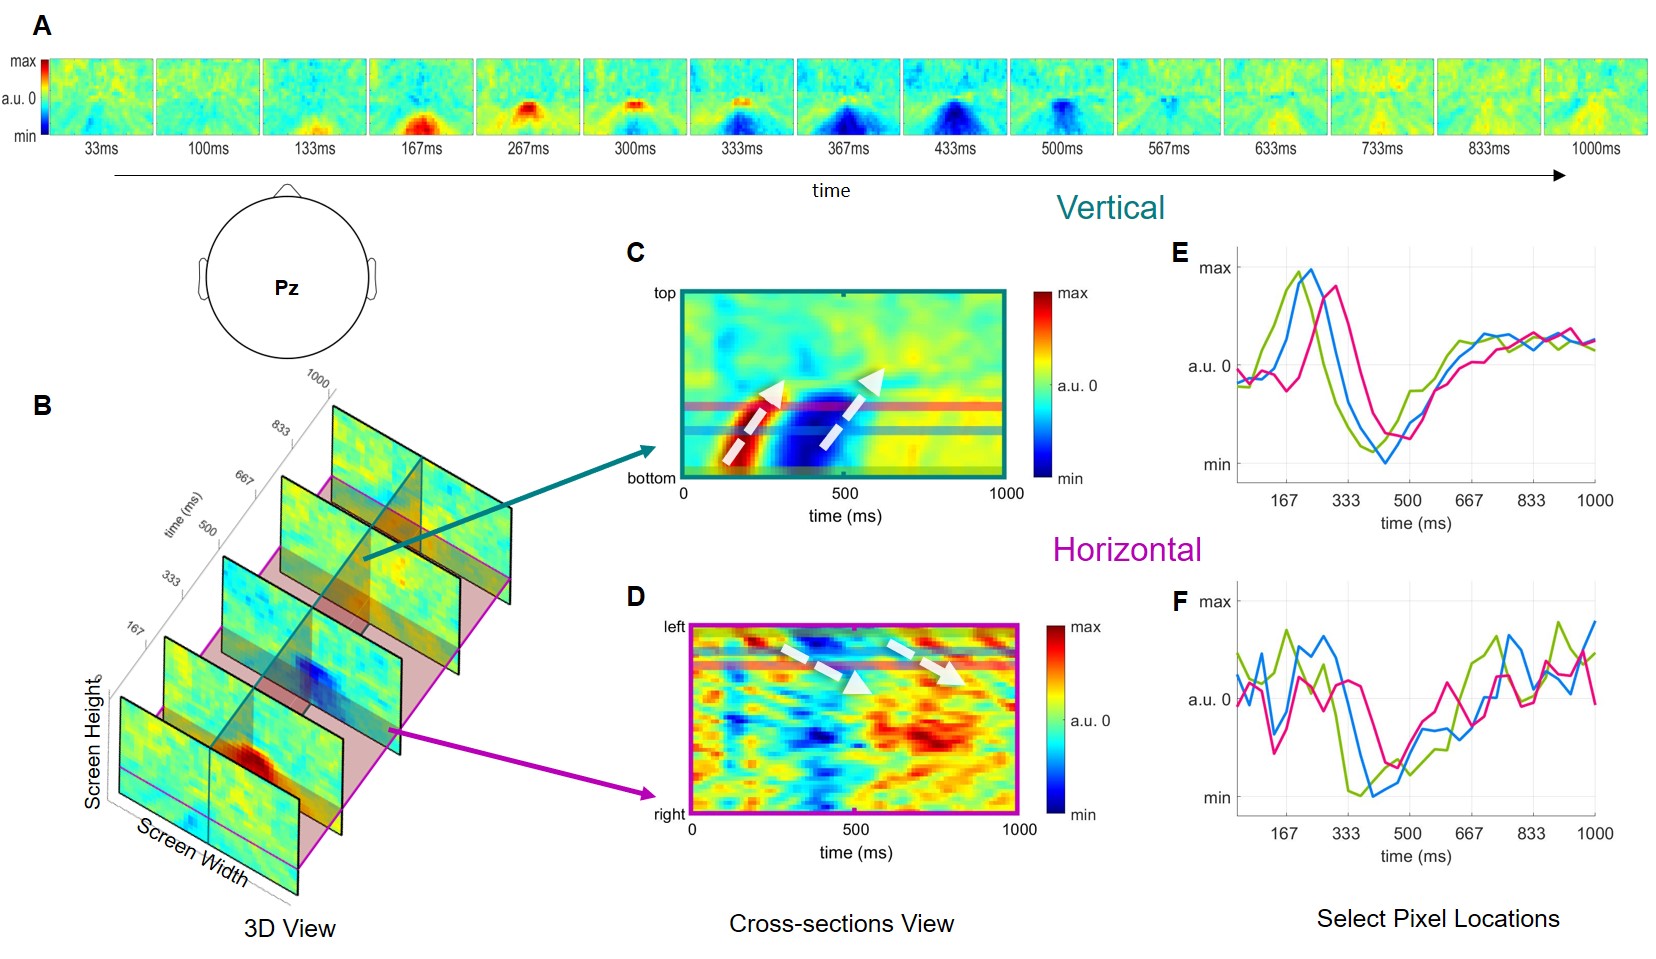 A
max
a.u. 0
min
33ms 100ms 133ms 167ms 267ms 300ms 333ms 367ms 433ms 500ms 567ms 633ms 733ms 833ms 1000ms
time
Pz
B
1000
833
667
500
333
167
time (ms)
Screen Height
Screen Width
3D View
Vertical
C
top
bottom
0 500 1000
time (ms)
max
a.u. 0
min
E
max
a.u. 0
min
167 333 500 667 833 1000
time (ms)
Horizontal
D
left
right
0 500 1000
time (ms)
max
a.u. 0
min
Cross-sections View
F
max
a.u. 0
min
167 333 500 667 833 1000
time (ms)
Select Pixel Locations